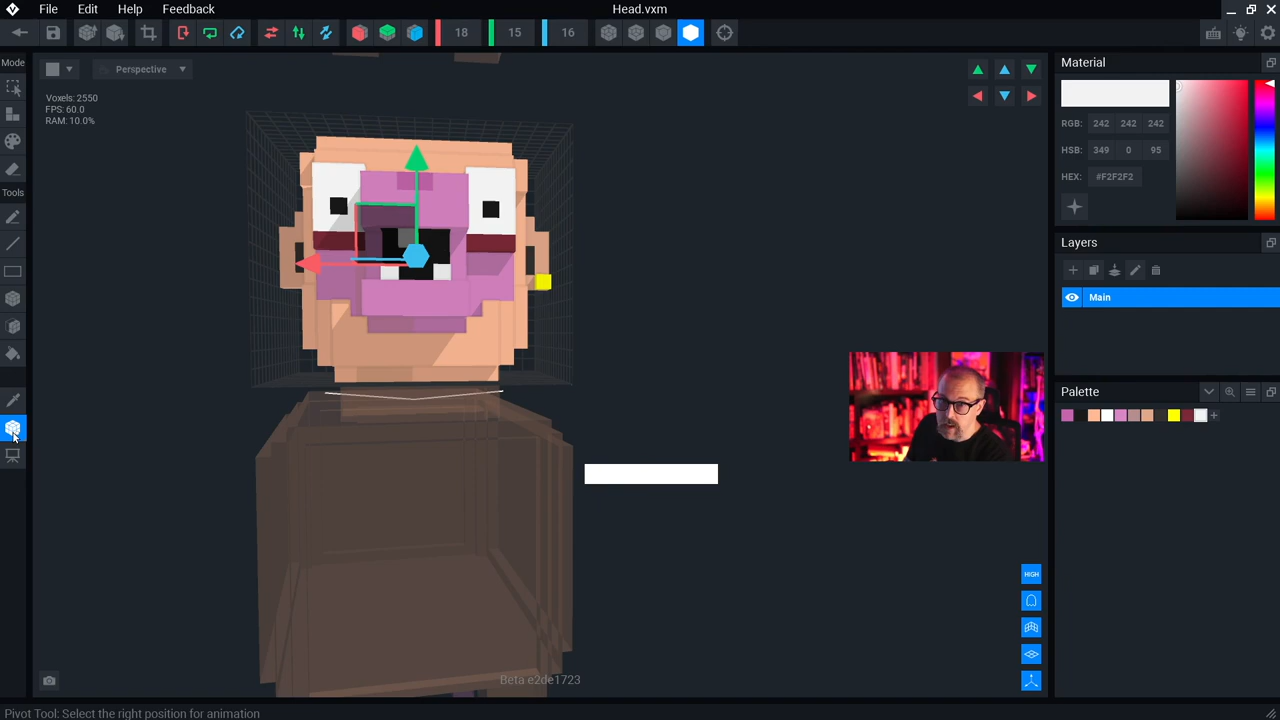 File Edit Help Feedback
Head.vxm
18 15 16
Mode
Perspective
Voxels: 2550
FPS: 60.0
RAM: 10.0%
Tools
Material
RGB: 242 242 242
HSB: 349 0 95
HEX: #F2F2F2
Layers
Main
Palette
HIGH
Beta e2de1723
Pivot Tool: Select the right position for animation